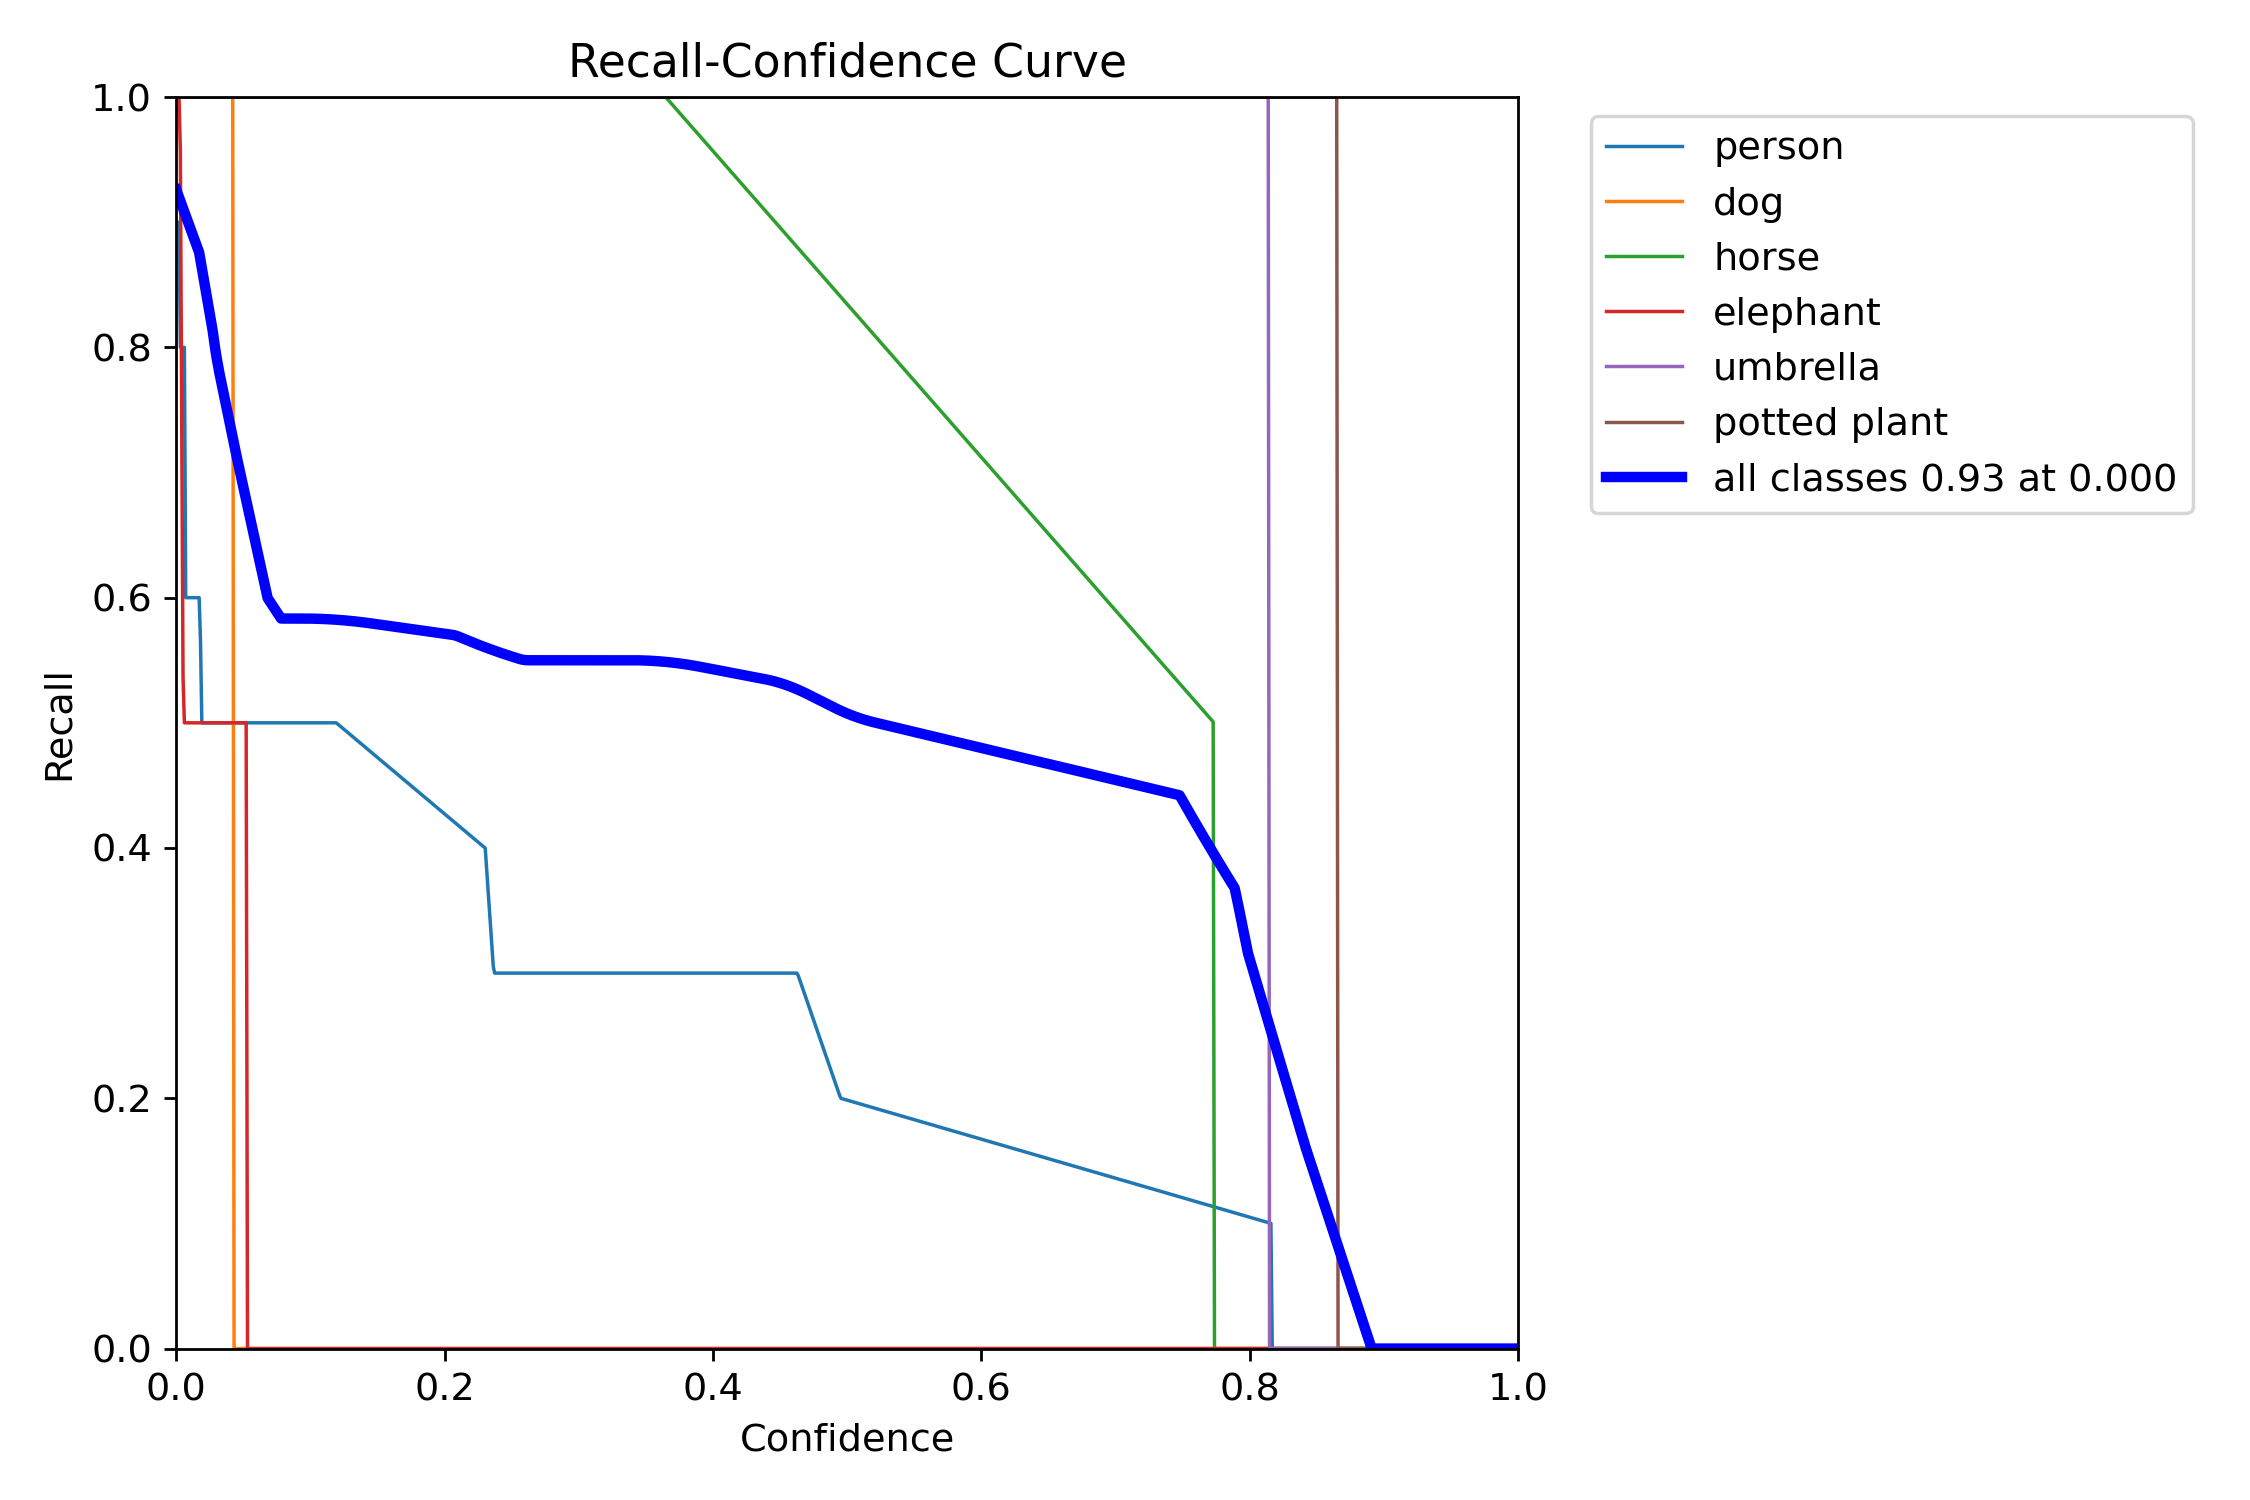 Recall-Confidence Curve
1.0
0.8
0.6
0.4
0.2
0.0
Recall
0.0 0.2 0.4 0.6 0.8 1.0
Confidence
person
dog
horse
elephant
umbrella
potted plant
all classes 0.93 at 0.000